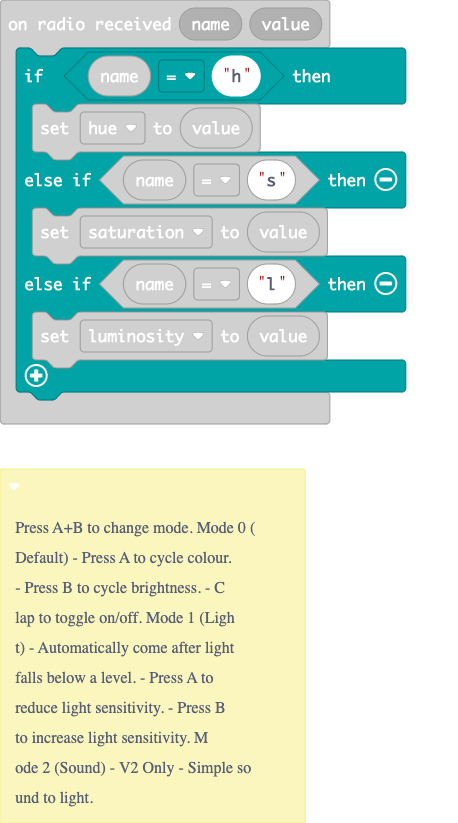 on radio received name value
if name = "h" then
set hue to value
else if name = "s" then
set saturation to value
else if name = "l" then
set luminosity to value
Press A+B to change mode. Mode 0 (
Default) - Press A to cycle colour.
- Press B to cycle brightness. - C
lap to toggle on/off. Mode 1 (Ligh
t) - Automatically come after light
falls below a level. - Press A to
reduce light sensitivity. - Press B
to increase light sensitivity. M
ode 2 (Sound) - V2 Only - Simple so
und to light.